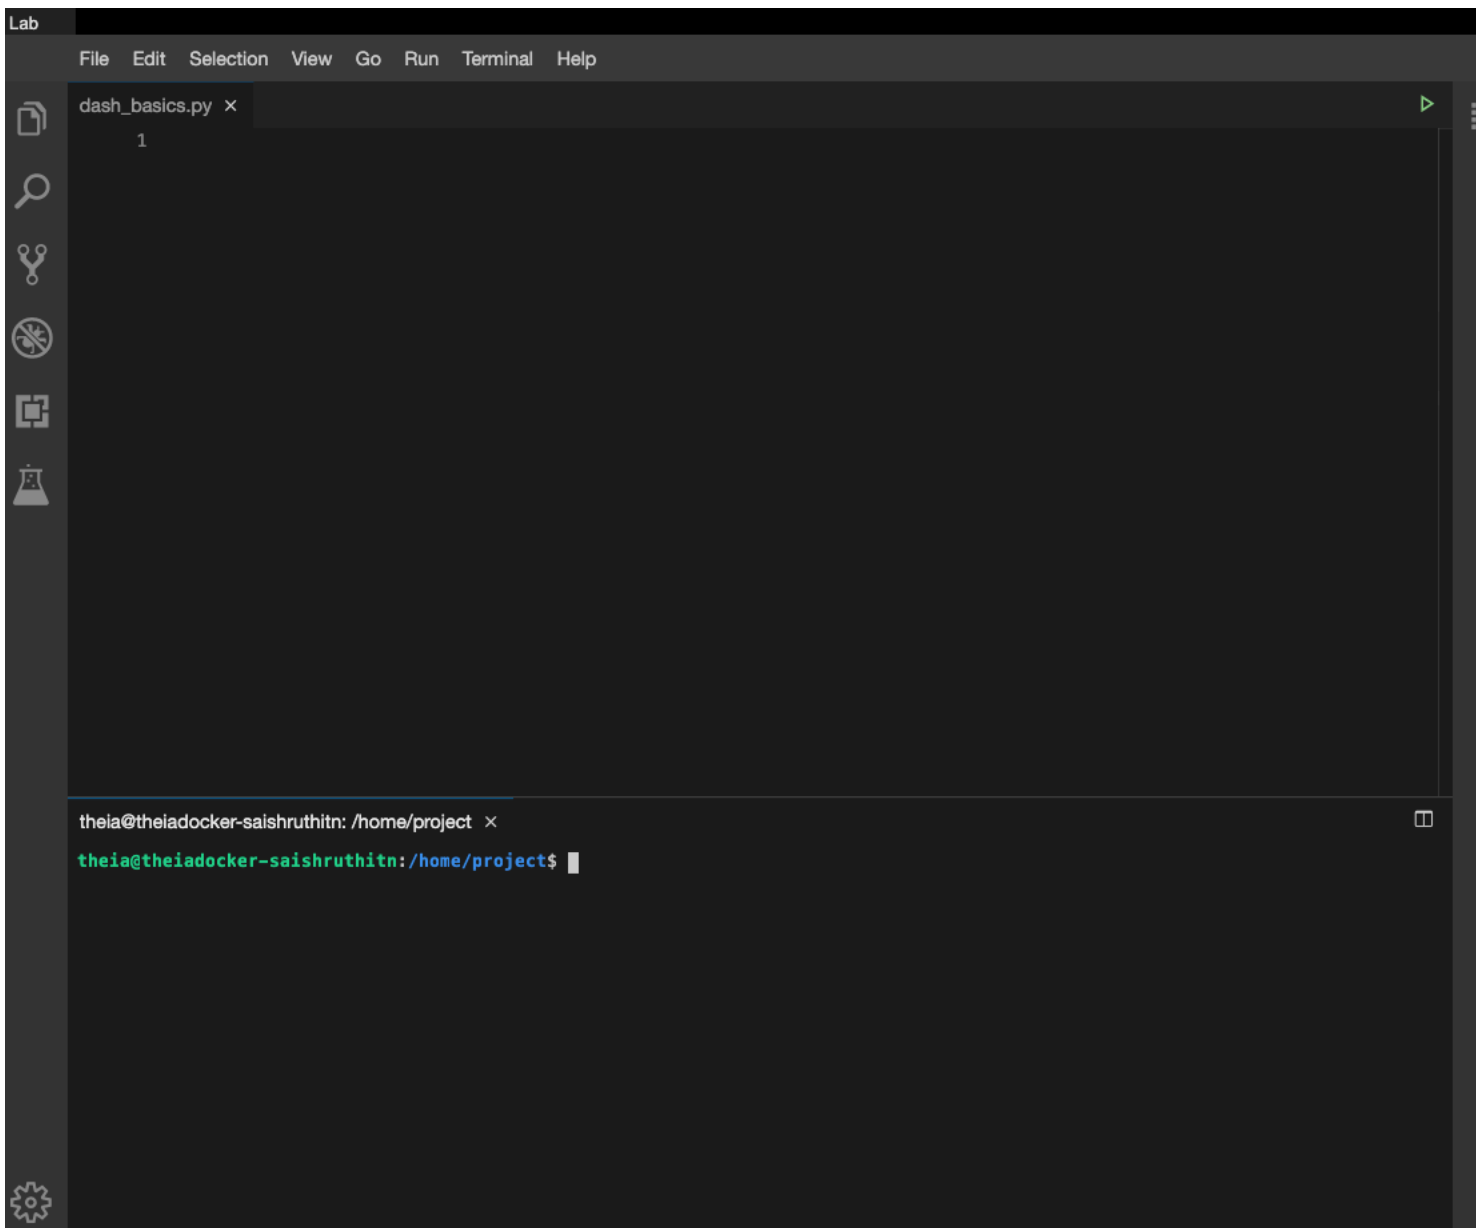 Lab
File Edit Selection View Go Run Terminal Help
dash_basics.py ×
1
theia@theiadocker-saishruthitn: /home/project ×
theia@theiadocker-saishruthitn:/home/project$